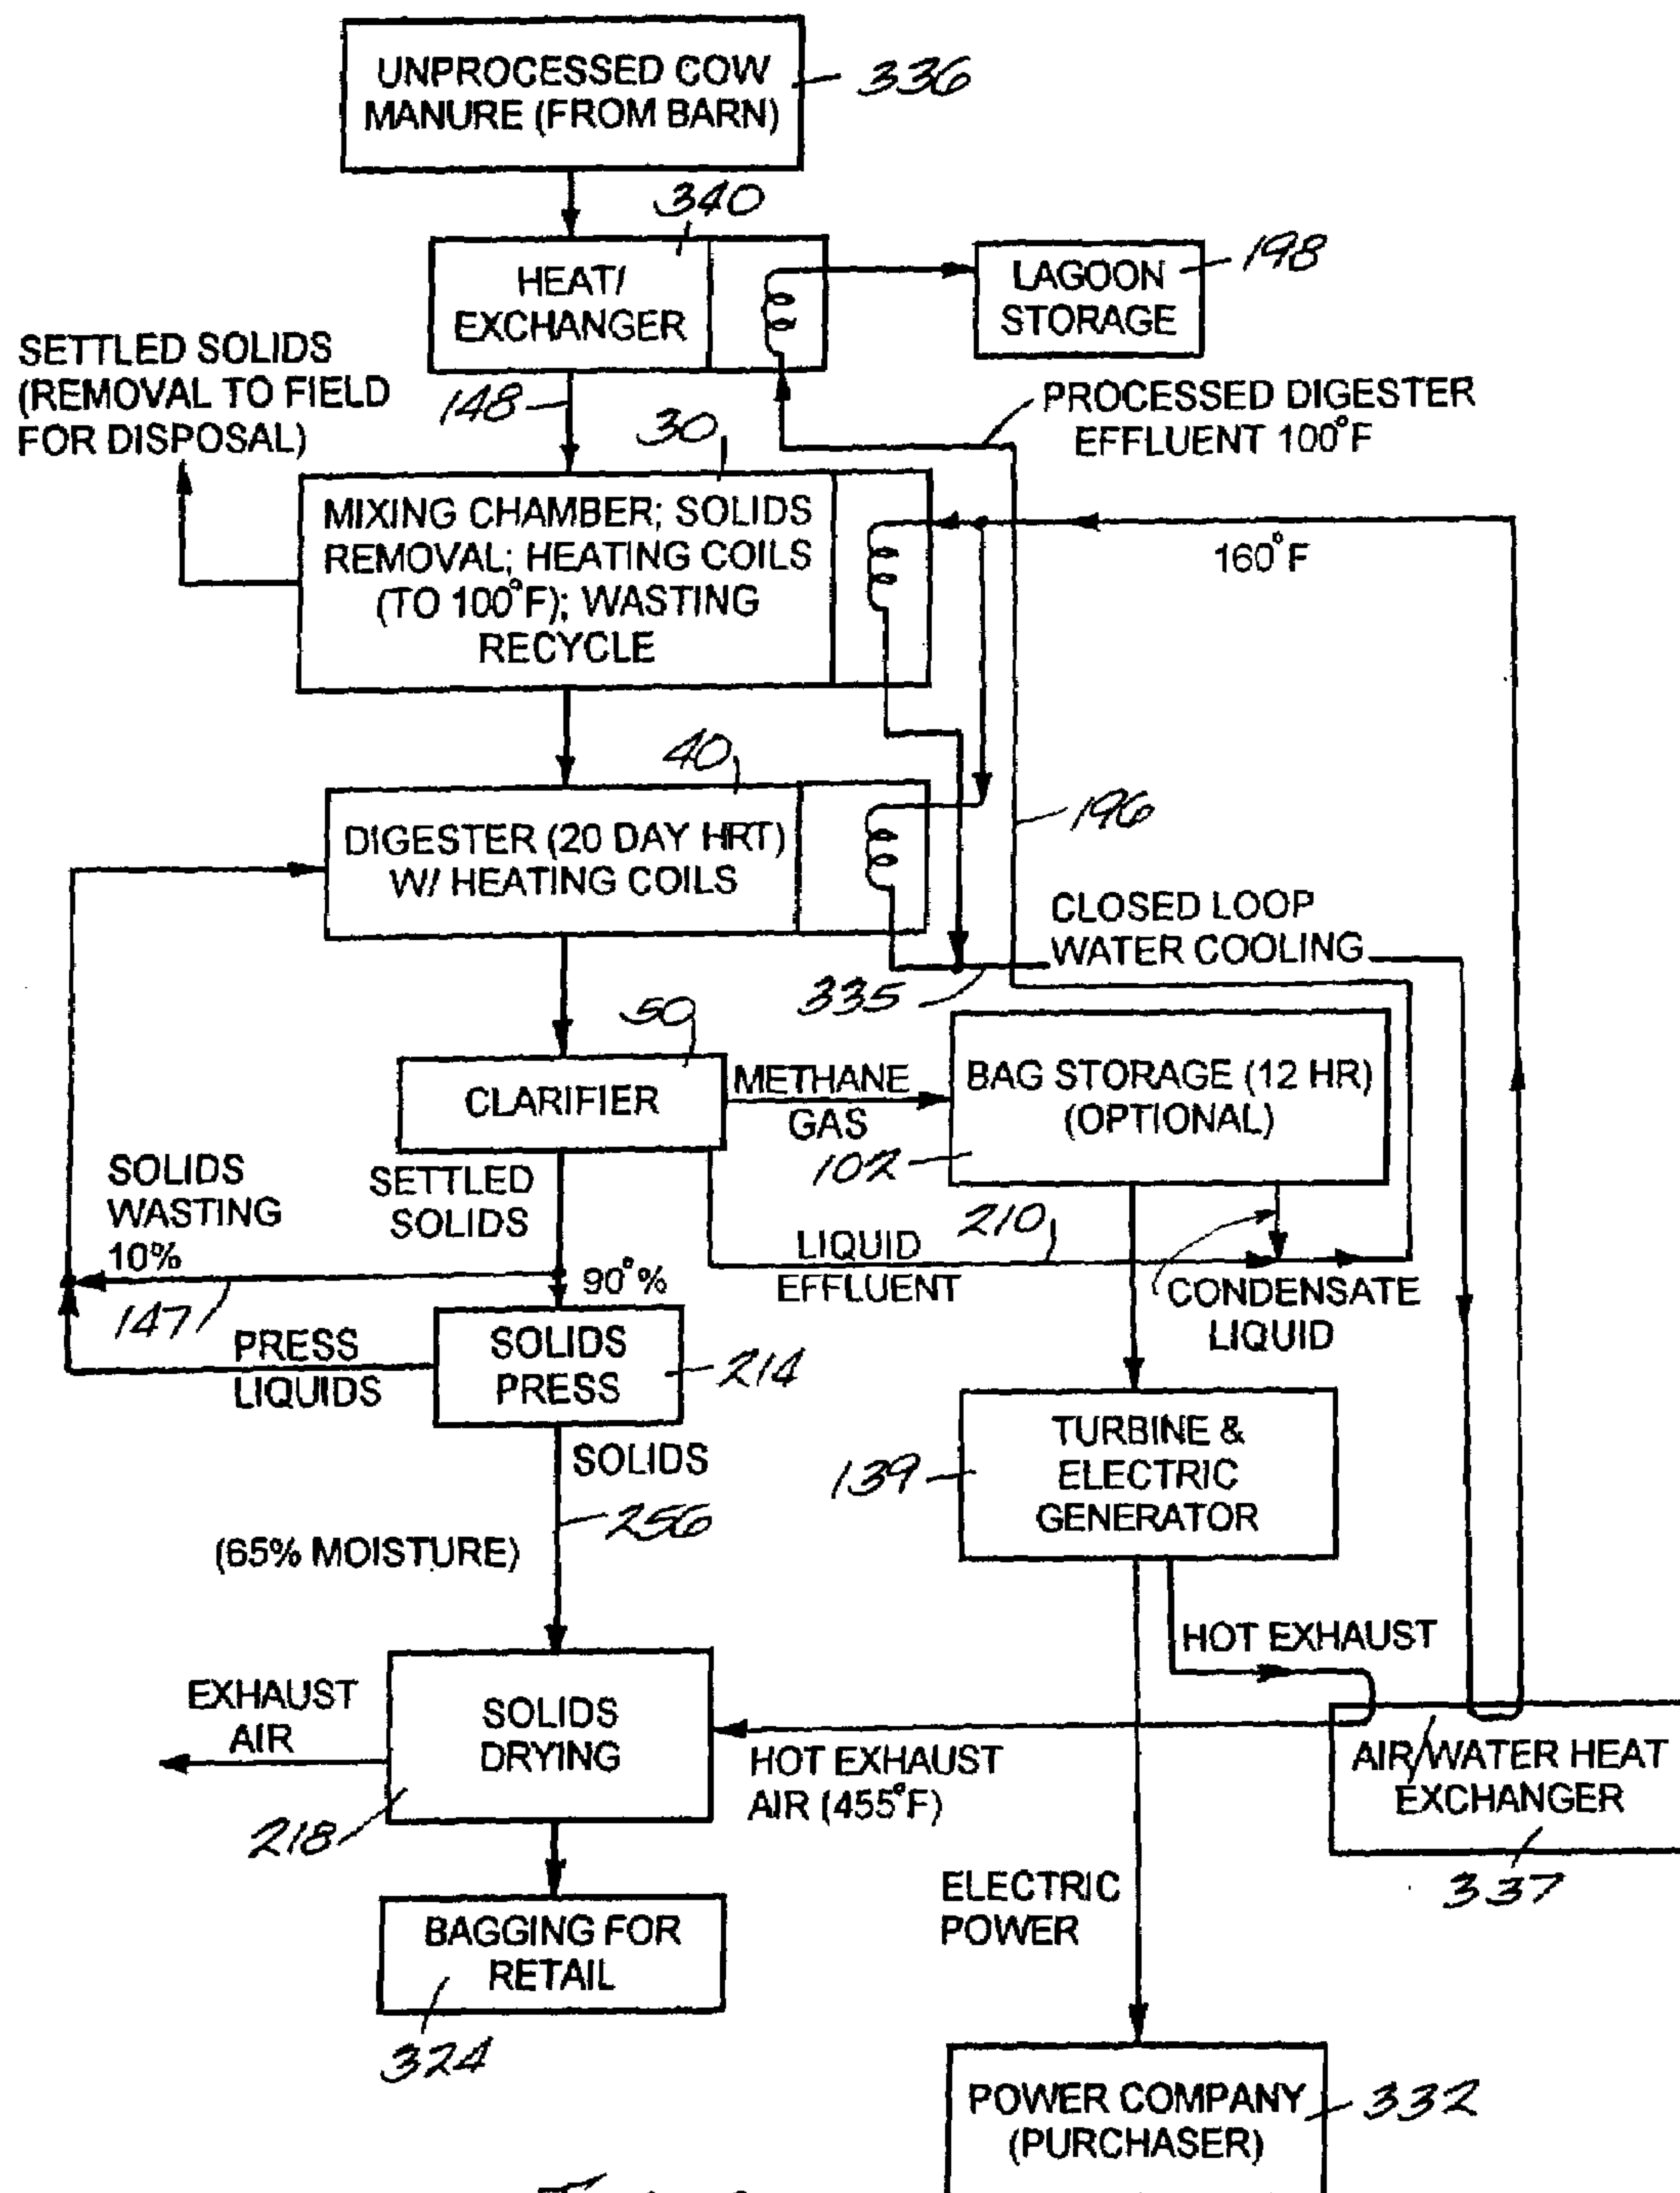 UNPROCESSED COW
MANURE (FROM BARN)
336
340
HEAT/
EXCHANGER
LAGOON
STORAGE
198
SETTLED SOLIDS
(REMOVAL TO FIELD
FOR DISPOSAL)
148
PROCESSED DIGESTER
EFFLUENT 100°F
30
MIXING CHAMBER; SOLIDS
REMOVAL; HEATING COILS
(TO 100°F); WASTING
RECYCLE
160°F
40
DIGESTER (20 DAY HRT)
W/ HEATING COILS
196
CLOSED LOOP
WATER COOLING
335
50
CLARIFIER
METHANE
GAS
BAG STORAGE (12 HR)
(OPTIONAL)
102
SOLIDS
WASTING
10%
SETTLED
SOLIDS
210
LIQUID
EFFLUENT
90°%
CONDENSATE
LIQUID
147
PRESS
LIQUIDS
SOLIDS
PRESS
214
SOLIDS
TURBINE &
ELECTRIC
GENERATOR
139
256
(65% MOISTURE)
HOT EXHAUST
EXHAUST
AIR
SOLIDS
DRYING
HOT EXHAUST
AIR (455°F)
AIR/WATER HEAT
EXCHANGER
218
337
ELECTRIC
POWER
BAGGING FOR
RETAIL
324
POWER COMPANY
(PURCHASER)
332